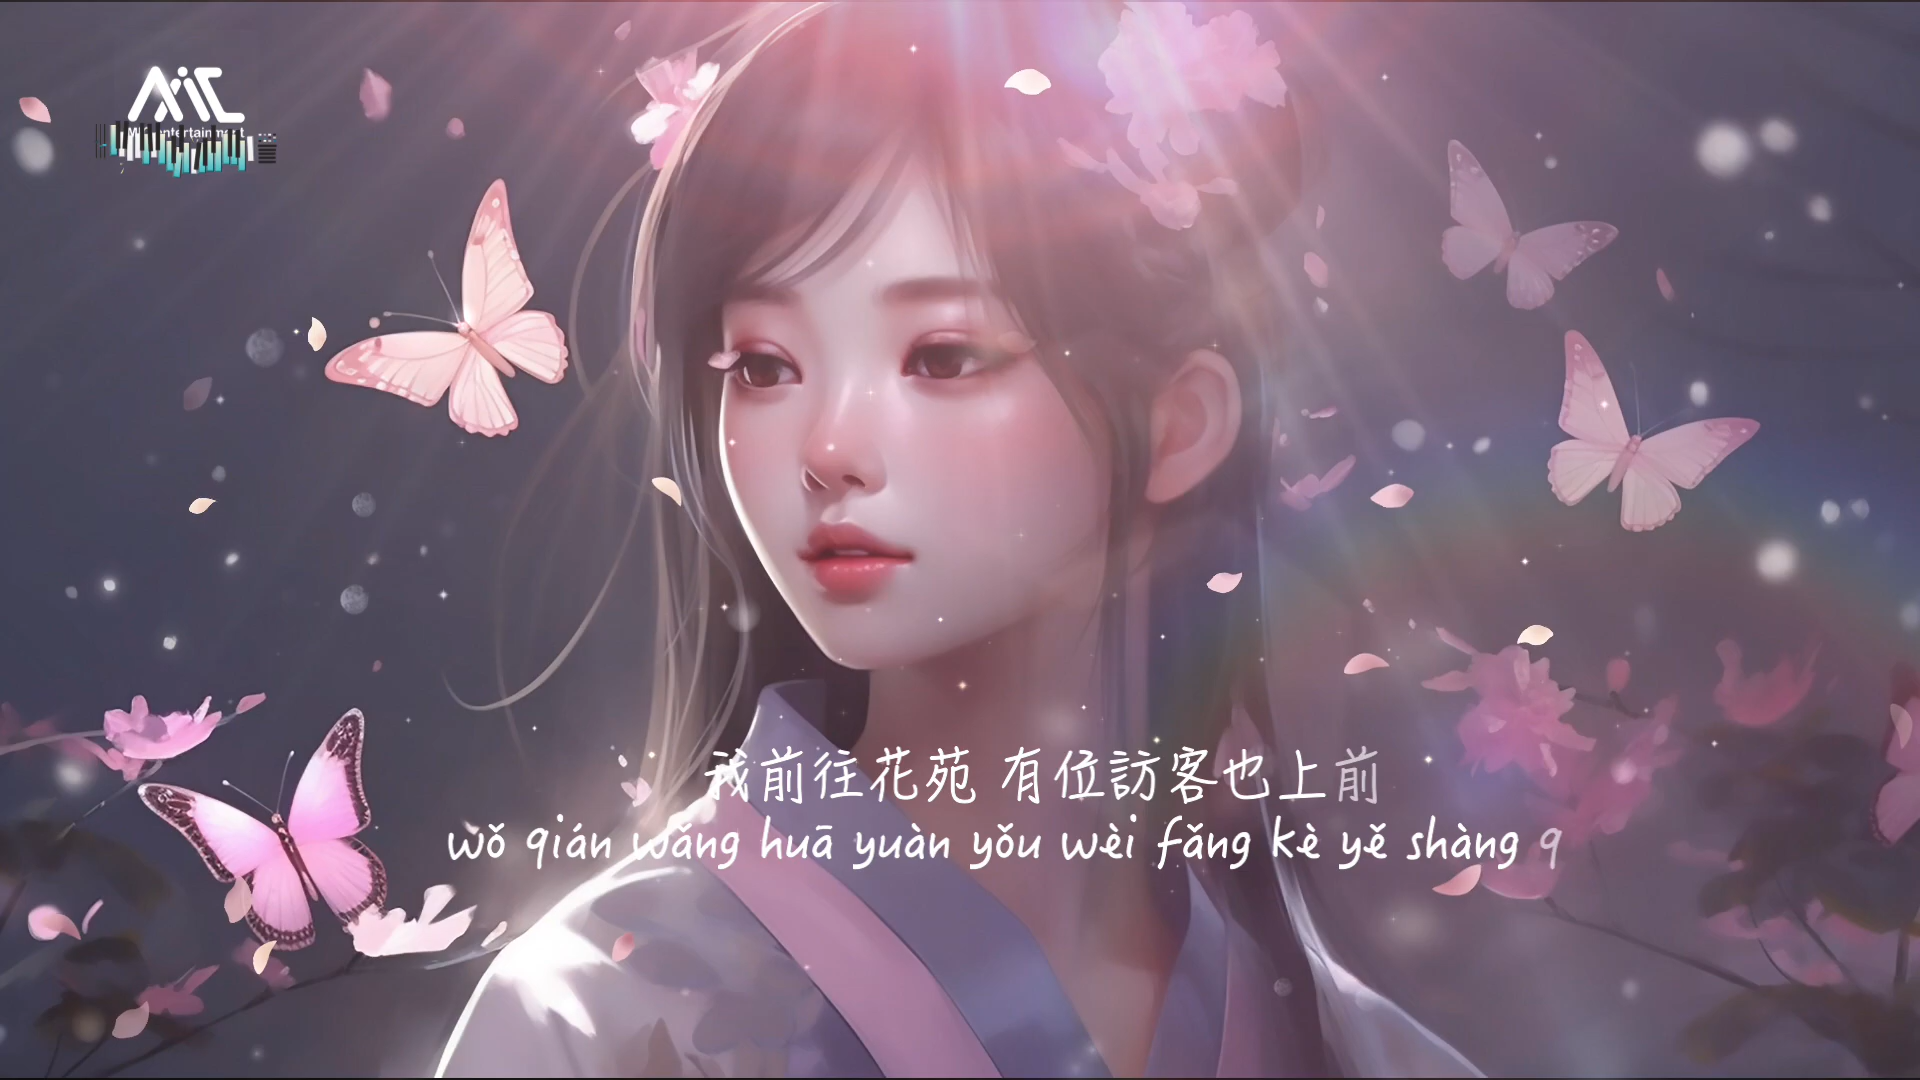 entertainment
我前往花苑 有位訪客也上前
wǒ qián wǎng huā yuàn yǒu wèi fǎng kè yě shàng q